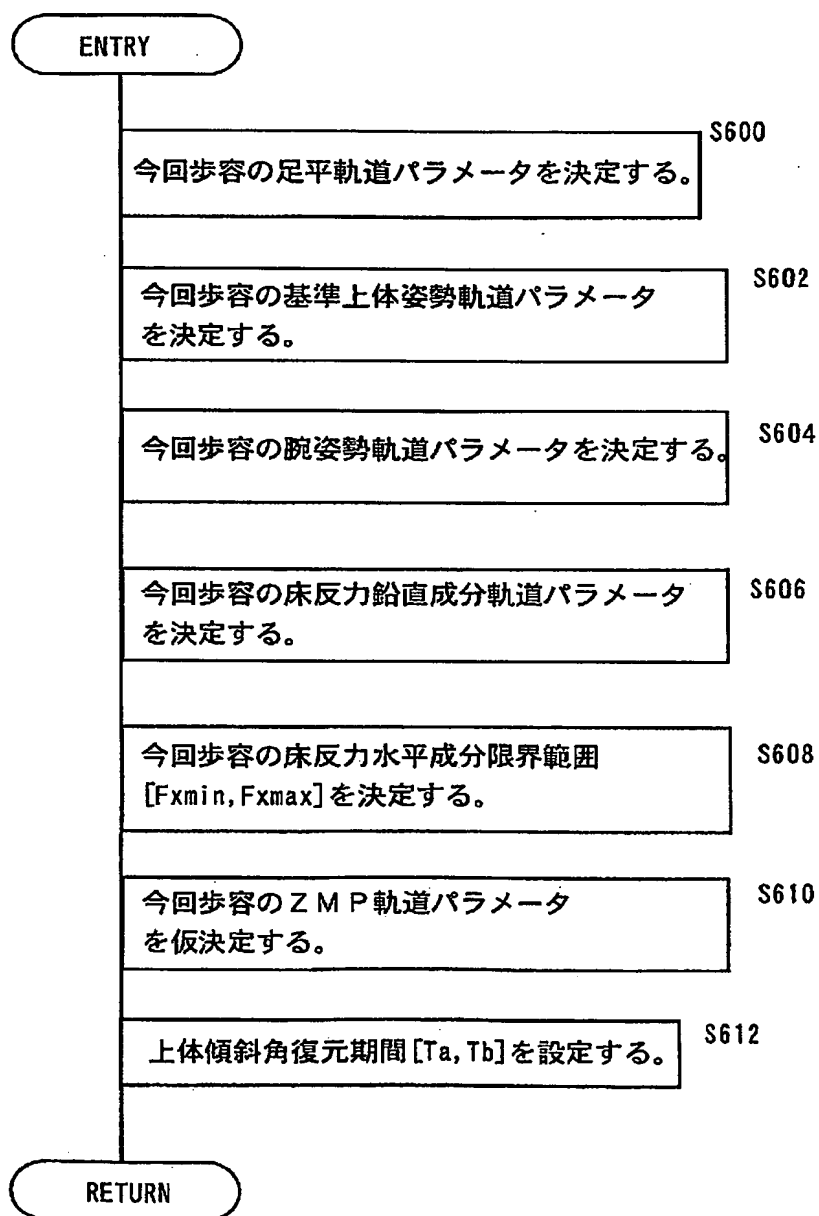 ENTRY
S600
今回歩容の足平軌道パラメータを決定する。
S602
今回歩容の基準上体姿勢軌道パラメータ
を決定する。
S604
今回歩容の腕姿勢軌道パラメータを決定する。
S606
今回歩容の床反力鉛直成分軌道パラメータ
を決定する。
S608
今回歩容の床反力水平成分限界範囲
[Fxmin,Fxmax]を決定する。
S610
今回歩容のＺＭＰ軌道パラメータ
を仮決定する。
S612
上体傾斜角復元期間[Ta,Tb]を設定する。
RETURN